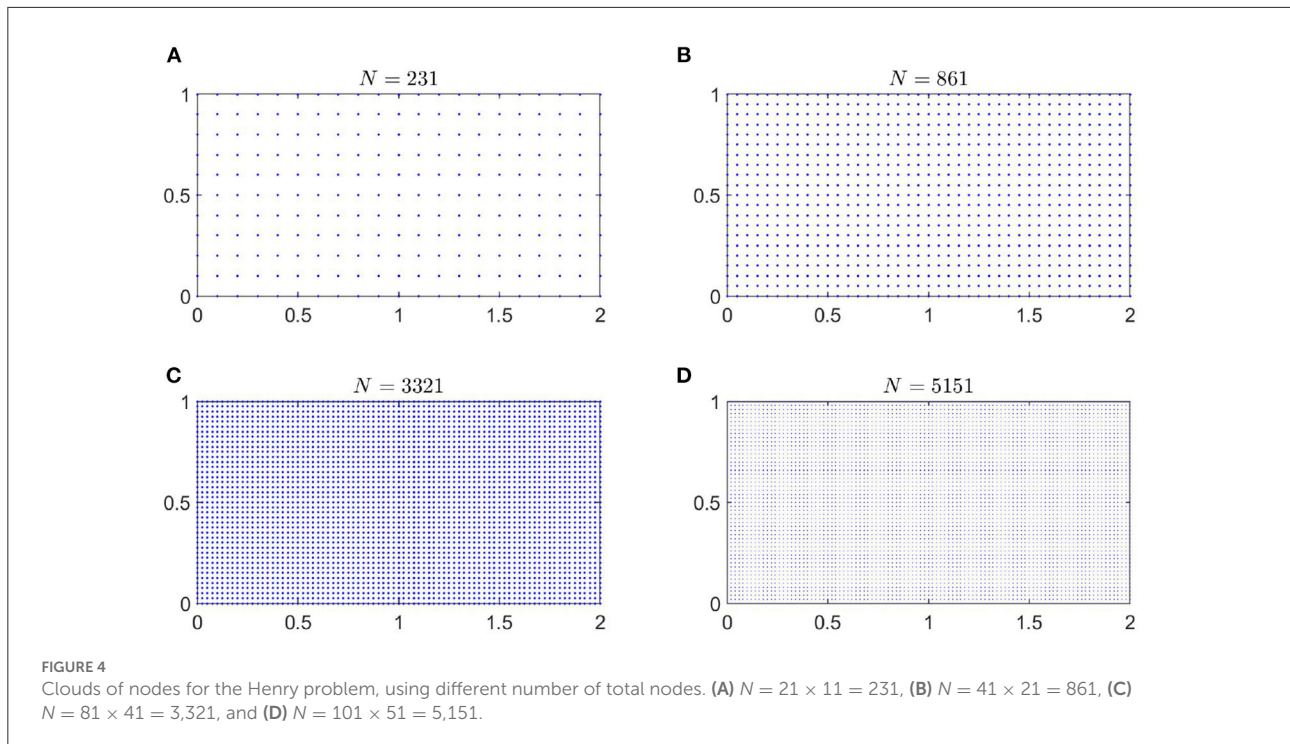 A
N = 231
1
0.5
0
0 0.5 1 1.5 2
B
N = 861
1
0.5
0
0 0.5 1 1.5 2
C
N = 3321
1
0.5
0
0 0.5 1 1.5 2
D
N = 5151
1
0.5
0
0 0.5 1 1.5 2
FIGURE 4
Clouds of nodes for the Henry problem, using different number of total nodes. (A) N = 21 × 11 = 231, (B) N = 41 × 21 = 861, (C)
N = 81 × 41 = 3,321, and (D) N = 101 × 51 = 5,151.